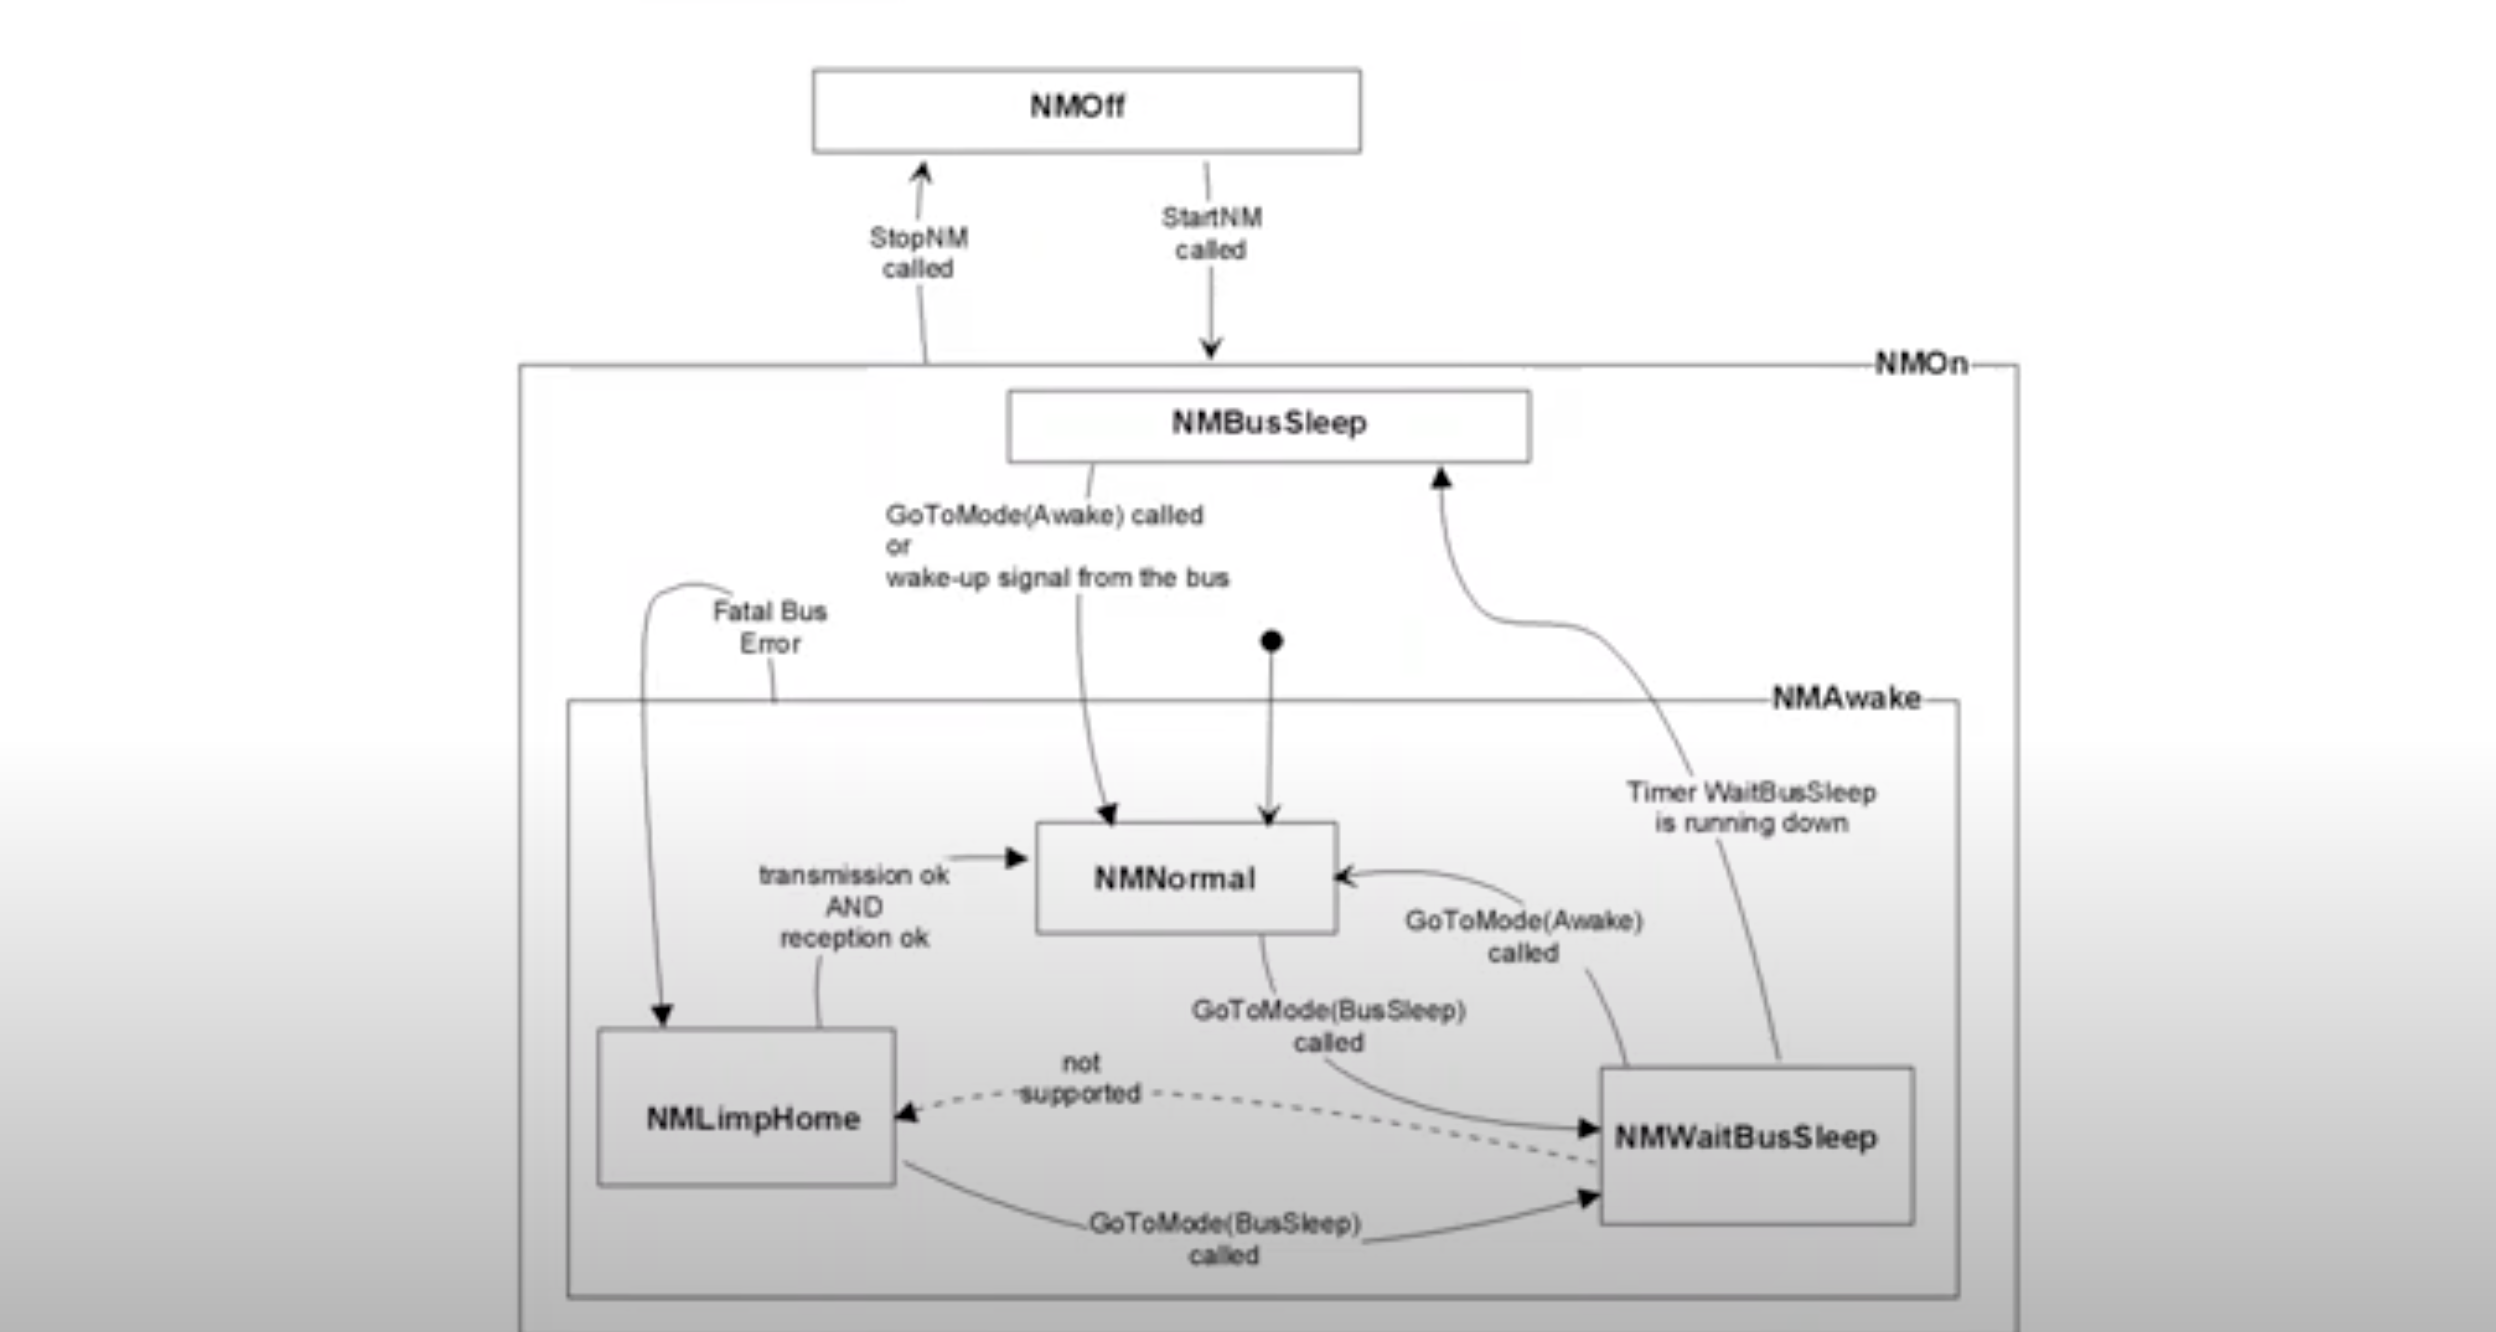 NMOff
StopNM
called
StartNM
called
NMOn
NMBusSleep
GoToMode(Awake) called
or
wake-up signal from the bus
Fatal Bus
Error
NMAwake
Timer WaitBusSleep
is running down
transmission ok
AND
reception ok
NMNormal
GoToMode(Awake)
called
GoToMode(BusSleep)
called
not
supported
NMLimpHome
NMWaitBusSleep
GoToMode(BusSleep)
called